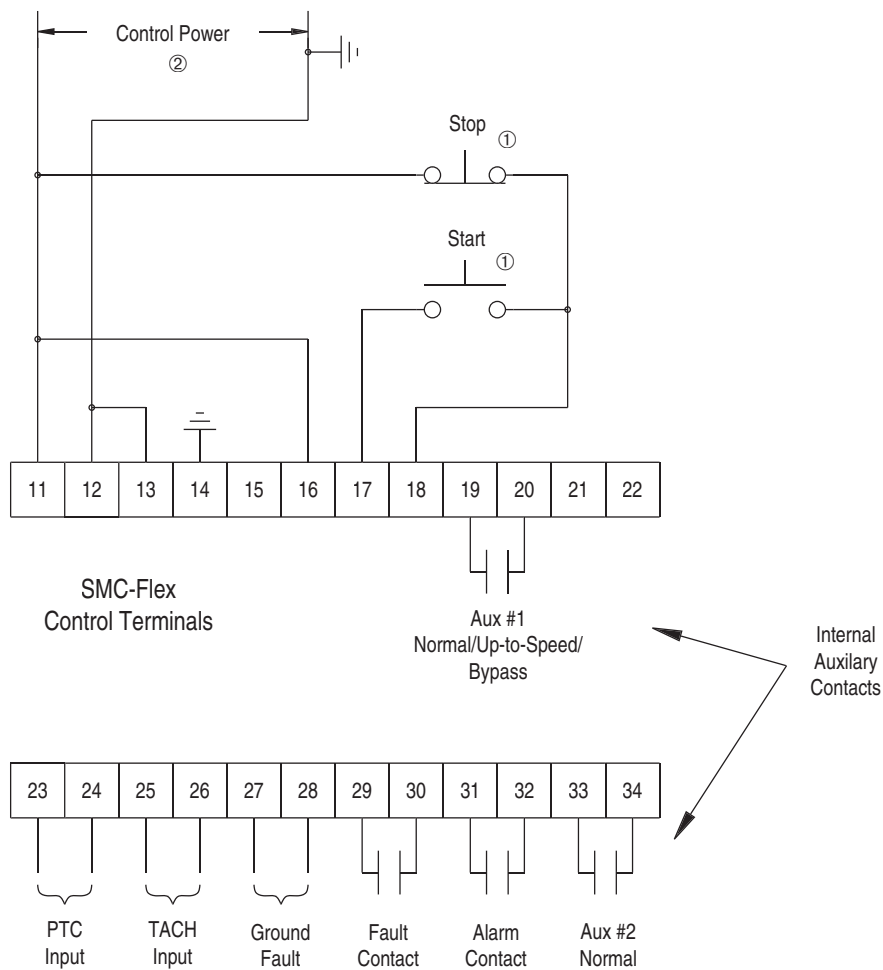 Control Power
②
Stop ①
Start ①
11 12 13 14 15 16 17 18 19 20 21 22
SMC-Flex
Control Terminals
Aux #1
Normal/Up-to-Speed/
Bypass
Internal
Auxilary
Contacts
23 24 25 26 27 28 29 30 31 32 33 34
PTC
Input
TACH
Input
Ground
Fault
Fault
Contact
Alarm
Contact
Aux #2
Normal